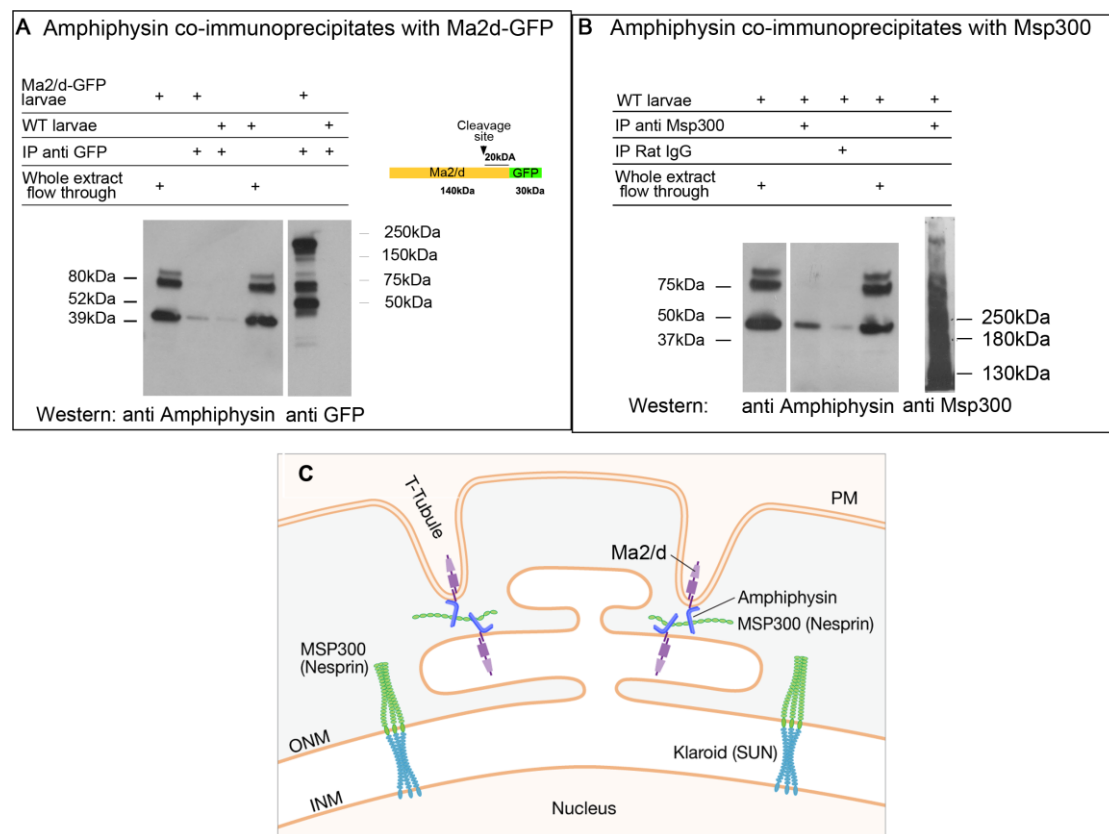 A Amphiphysin co-immunoprecipitates with Ma2d-GFP
Ma2/d-GFP
larvae + + +
WT larvae + + +
IP anti GFP + + + +
Whole extract
flow through + +
Cleavage
site
20kDA
Ma2/d GFP
140kDa 30kDa
80kDa
52kDa
39kDa
250kDa
150kDa
75kDa
50kDa
Western: anti Amphiphysin anti GFP
B Amphiphysin co-immunoprecipitates with Msp300
WT larvae + + + + +
IP anti Msp300 + +
IP Rat IgG +
Whole extract
flow through + +
75kDa
50kDa
37kDa
250kDa
180kDa
130kDa
Western: anti Amphiphysin anti Msp300
C
T-Tubule
PM
Ma2/d
Amphiphysin
MSP300 (Nesprin)
MSP300
(Nesprin)
ONM
Klaroid (SUN)
INM
Nucleus